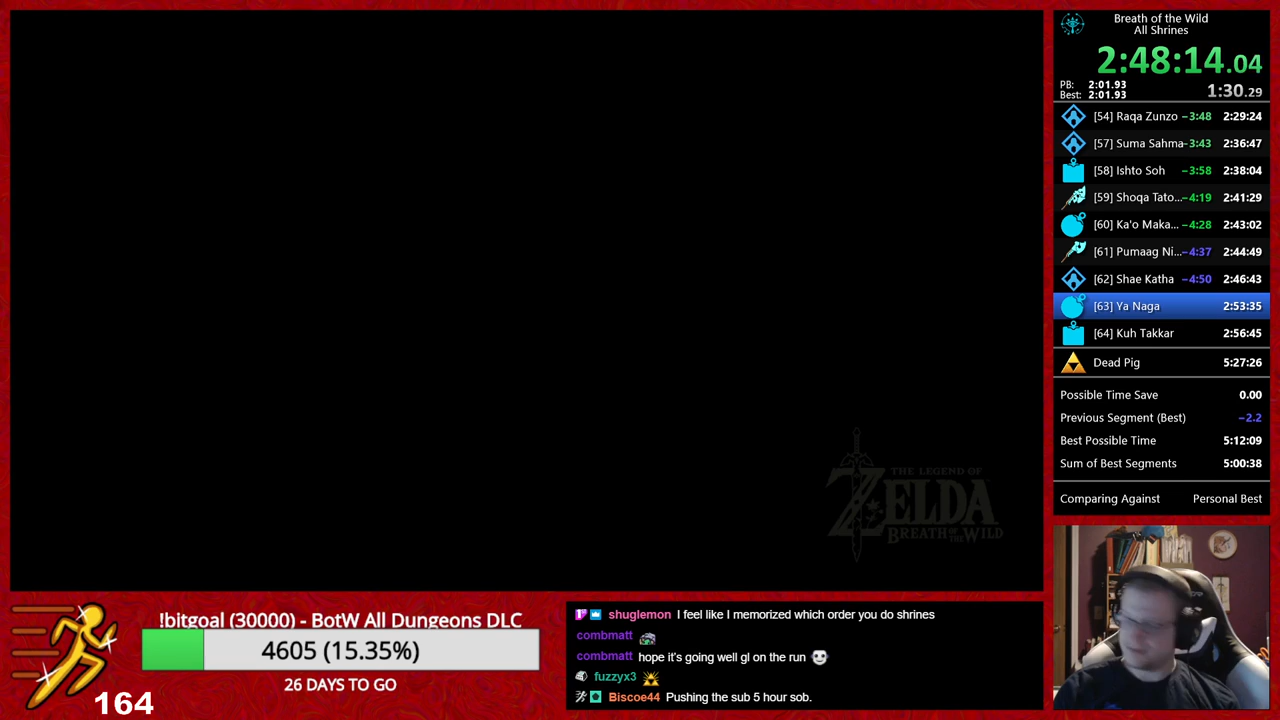 Breath of the Wild
All Shrines
2:48:14.04
PB: 2:01.93
Best: 2:01.93
1:30.29
[54] Raqa Zunzo −3:48 2:29:24
[57] Suma Sahma −3:43 2:36:47
[58] Ishto Soh −3:58 2:38:04
[59] Shoqa Tato... −4:19 2:41:29
[60] Ka'o Maka... −4:28 2:43:02
[61] Pumaag Ni... −4:37 2:44:49
[62] Shae Katha −4:50 2:46:43
[63] Ya Naga 2:53:35
[64] Kuh Takkar 2:56:45
Dead Pig 5:27:26
Possible Time Save 0.00
Previous Segment (Best) −2.2
Best Possible Time 5:12:09
Sum of Best Segments 5:00:38
Comparing Against Personal Best
THE LEGEND OF
ZELDA
BREATH OF THE WILD
164
!bitgoal (30000) - BotW All Dungeons DLC
4605 (15.35%)
26 DAYS TO GO
shuglemon I feel like I memorized which order you do shrines
combmatt
combmatt hope it's going well gl on the run
fuzzyx3
Biscoe44 Pushing the sub 5 hour sob.